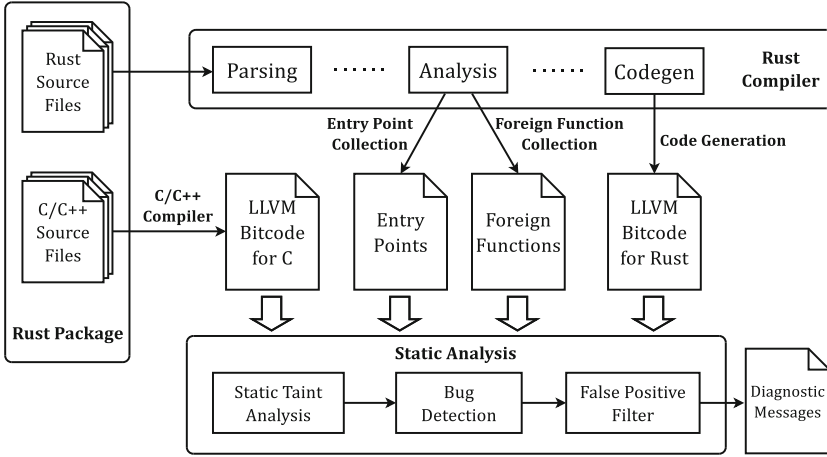 Rust
Source
Files
Parsing
......
Analysis
......
Codegen
Rust
Compiler
Entry Point
Collection
Foreign Function
Collection
Code Generation
C/C++
Source
Files
C/C++
Compiler
LLVM
Bitcode
for C
Entry
Points
Foreign
Functions
LLVM
Bitcode
for Rust
Rust Package
Static Analysis
Static Taint
Analysis
Bug
Detection
False Positive
Filter
Diagnostic
Messages